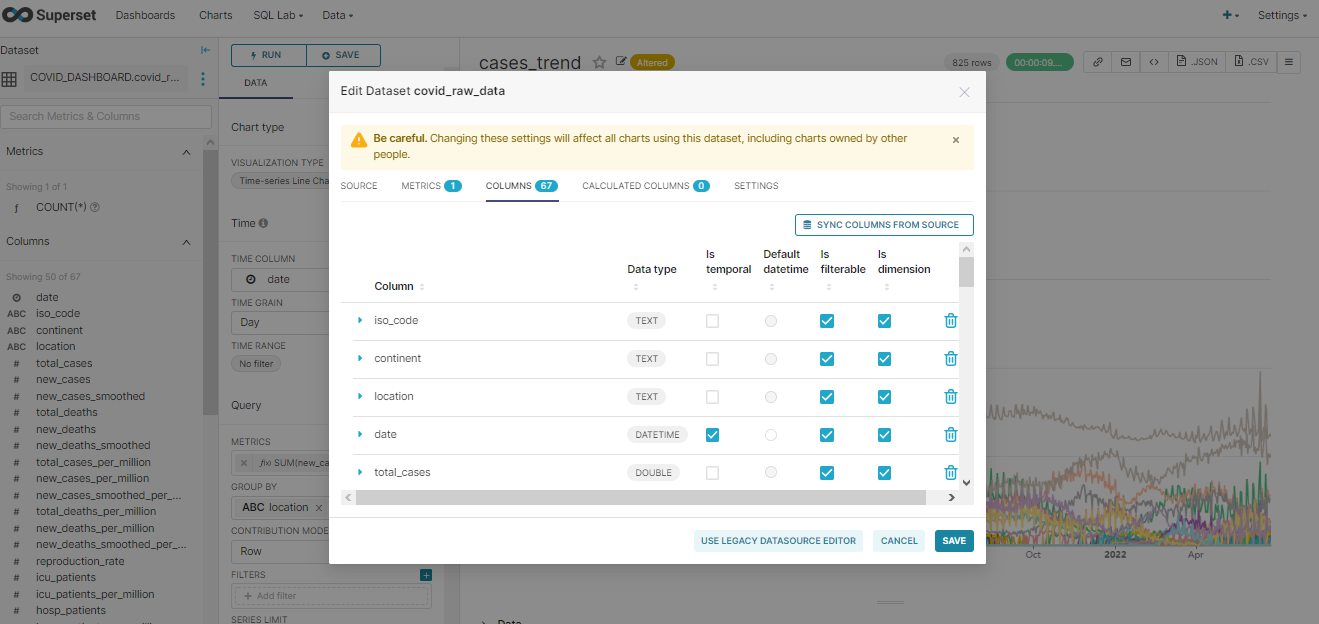 Superset
Dashboards
Charts
SQL Lab
Data
Settings
Dataset
COVID_DASHBOARD.covid_r...
Search Metrics & Columns
Metrics
Showing 1 of 1
ƒ COUNT(*)
Columns
Showing 50 of 67
date
ABC iso_code
ABC continent
ABC location
# total_cases
# new_cases
# new_cases_smoothed
# total_deaths
# new_deaths
# new_deaths_smoothed
# total_cases_per_million
# new_cases_per_million
# new_cases_smoothed_per_...
# total_deaths_per_million
# new_deaths_per_million
# new_deaths_smoothed_per_...
# reproduction_rate
# icu_patients
# icu_patients_per_million
# hosp_patients
RUN
SAVE
DATA
Chart type
VISUALIZATION TYPE
Time-series Line Cha
Time
TIME COLUMN
date
TIME GRAIN
Day
TIME RANGE
No filter
Query
METRICS
× ƒ(x) SUM(new_ca
GROUP BY
ABC location ×
CONTRIBUTION MODE
Row
FILTERS
+ Add filter
SERIES LIMIT
cases_trend
Altered
825 rows
00:00:09....
.JSON
.CSV
Edit Dataset covid_raw_data
Be careful. Changing these settings will affect all charts using this dataset, including charts owned by other
people.
SOURCE
METRICS 1
COLUMNS 67
CALCULATED COLUMNS 0
SETTINGS
SYNC COLUMNS FROM SOURCE
Column
Data type
Is
temporal
Default
datetime
Is
filterable
Is
dimension
iso_code TEXT
continent TEXT
location TEXT
date DATETIME
total_cases DOUBLE
USE LEGACY DATASOURCE EDITOR
CANCEL
SAVE
Oct
2022
Apr
Data